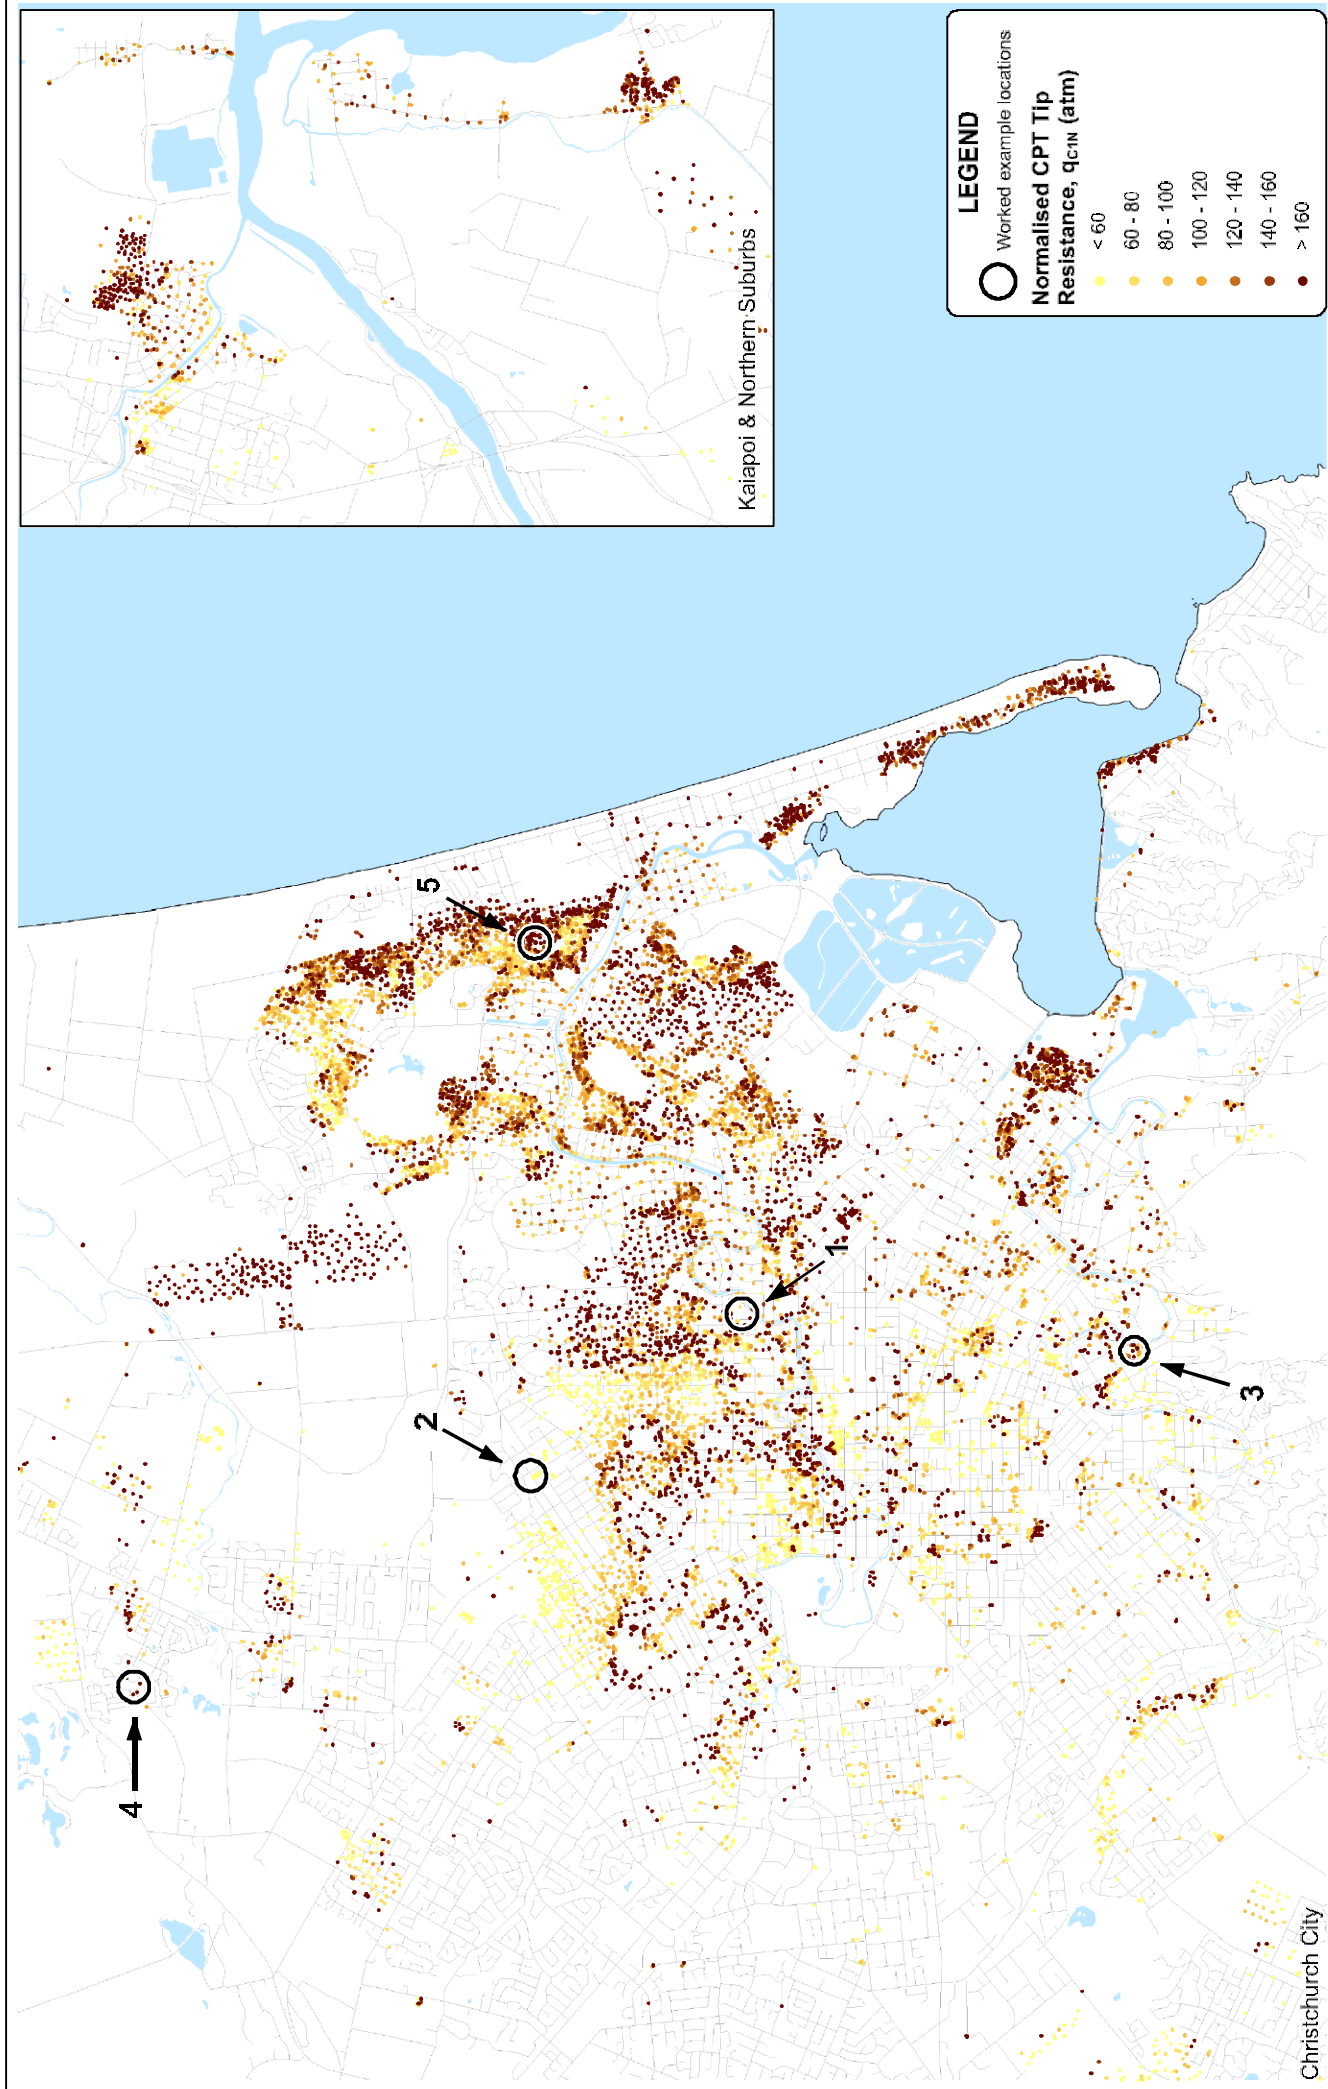 Kaiapoi & Northern Suburbs
LEGEND
Worked example locations
Normalised CPT Tip
Resistance, qC1N (atm)
< 60
60 - 80
80 - 100
100 - 120
120 - 140
140 - 160
> 160
5
1
2
3
4
Christchurch City